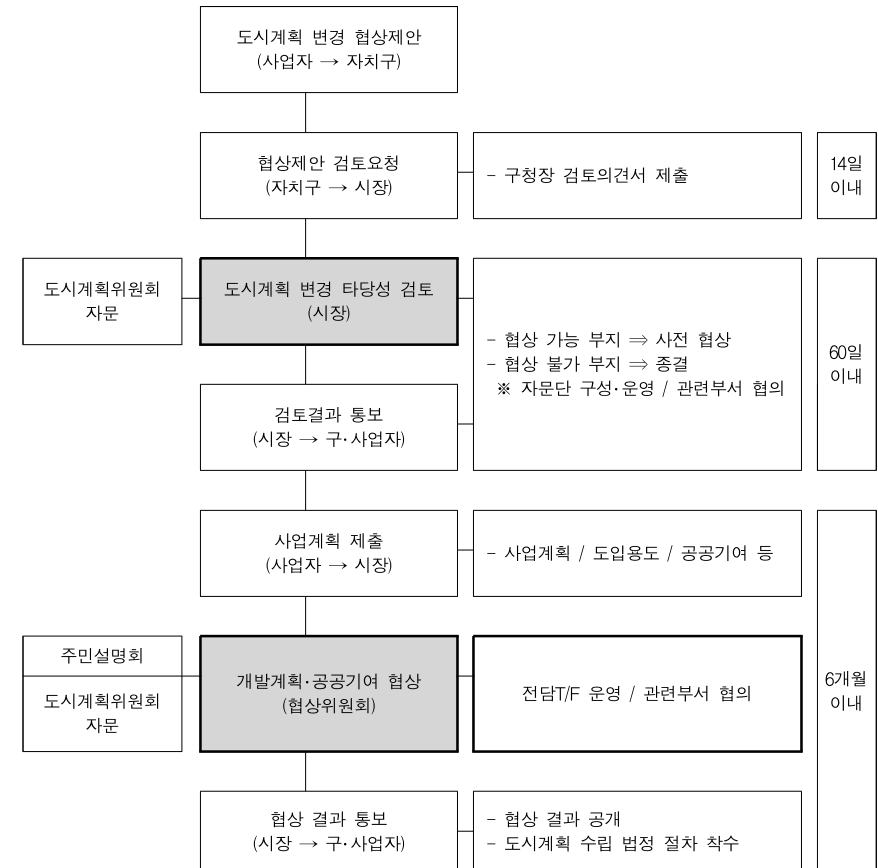 도시계획 변경 협상제안
(사업자 → 자치구)
협상제안 검토요청
(자치구 → 시장)
- 구청장 검토의견서 제출
14일
이내
도시계획위원회
자문
도시계획 변경 타당성 검토
(시장)
- 협상 가능 부지 ⇒ 사전 협상
- 협상 불가 부지 ⇒ 종결
※ 자문단 구성·운영 / 관련부서 협의
60일
이내
검토결과 통보
(시장 → 구·사업자)
사업계획 제출
(사업자 → 시장)
- 사업계획 / 도입용도 / 공공기여 등
6개월
이내
주민설명회
도시계획위원회
자문
개발계획·공공기여 협상
(협상위원회)
전담T/F 운영 / 관련부서 협의
협상 결과 통보
(시장 → 구·사업자)
- 협상 결과 공개
- 도시계획 수립 법정 절차 착수